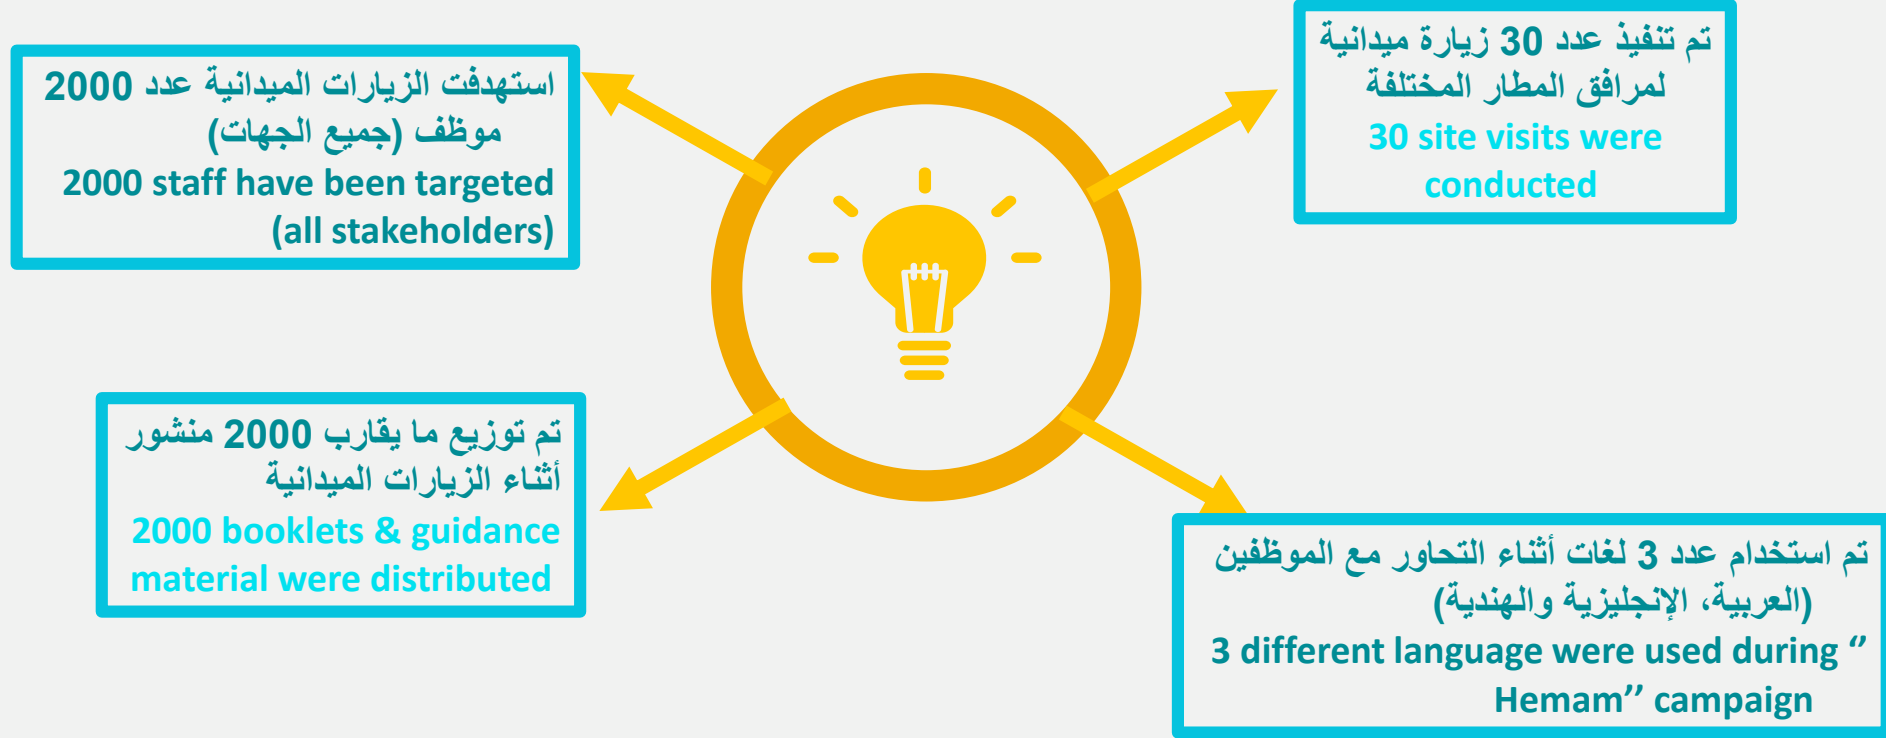 استهدفت الزيارات الميدانية عدد 2000
موظف (جميع الجهات)
2000 staff have been targeted
(all stakeholders)
تم تنفيذ عدد 30 زيارة ميدانية
لمرافق المطار المختلفة
30 site visits were
conducted
تم توزيع ما يقارب 2000 منشور
أثناء الزيارات الميدانية
2000 booklets & guidance
material were distributed
تم استخدام عدد 3 لغات أثناء التحاور مع الموظفين
(العربية، الإنجليزية والهندية)
3 different language were used during ‘’
Hemam’’ campaign